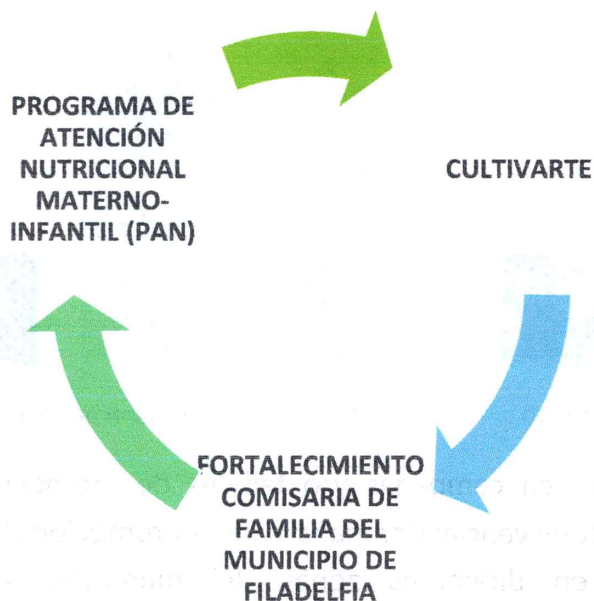 PROGRAMA DE
ATENCIÓN
NUTRICIONAL
MATERNO-
INFANTIL (PAN)
CULTIVARTE
FORTALECIMIENTO
COMISARIA DE
FAMILIA DEL
MUNICIPIO DE
FILADELFIA